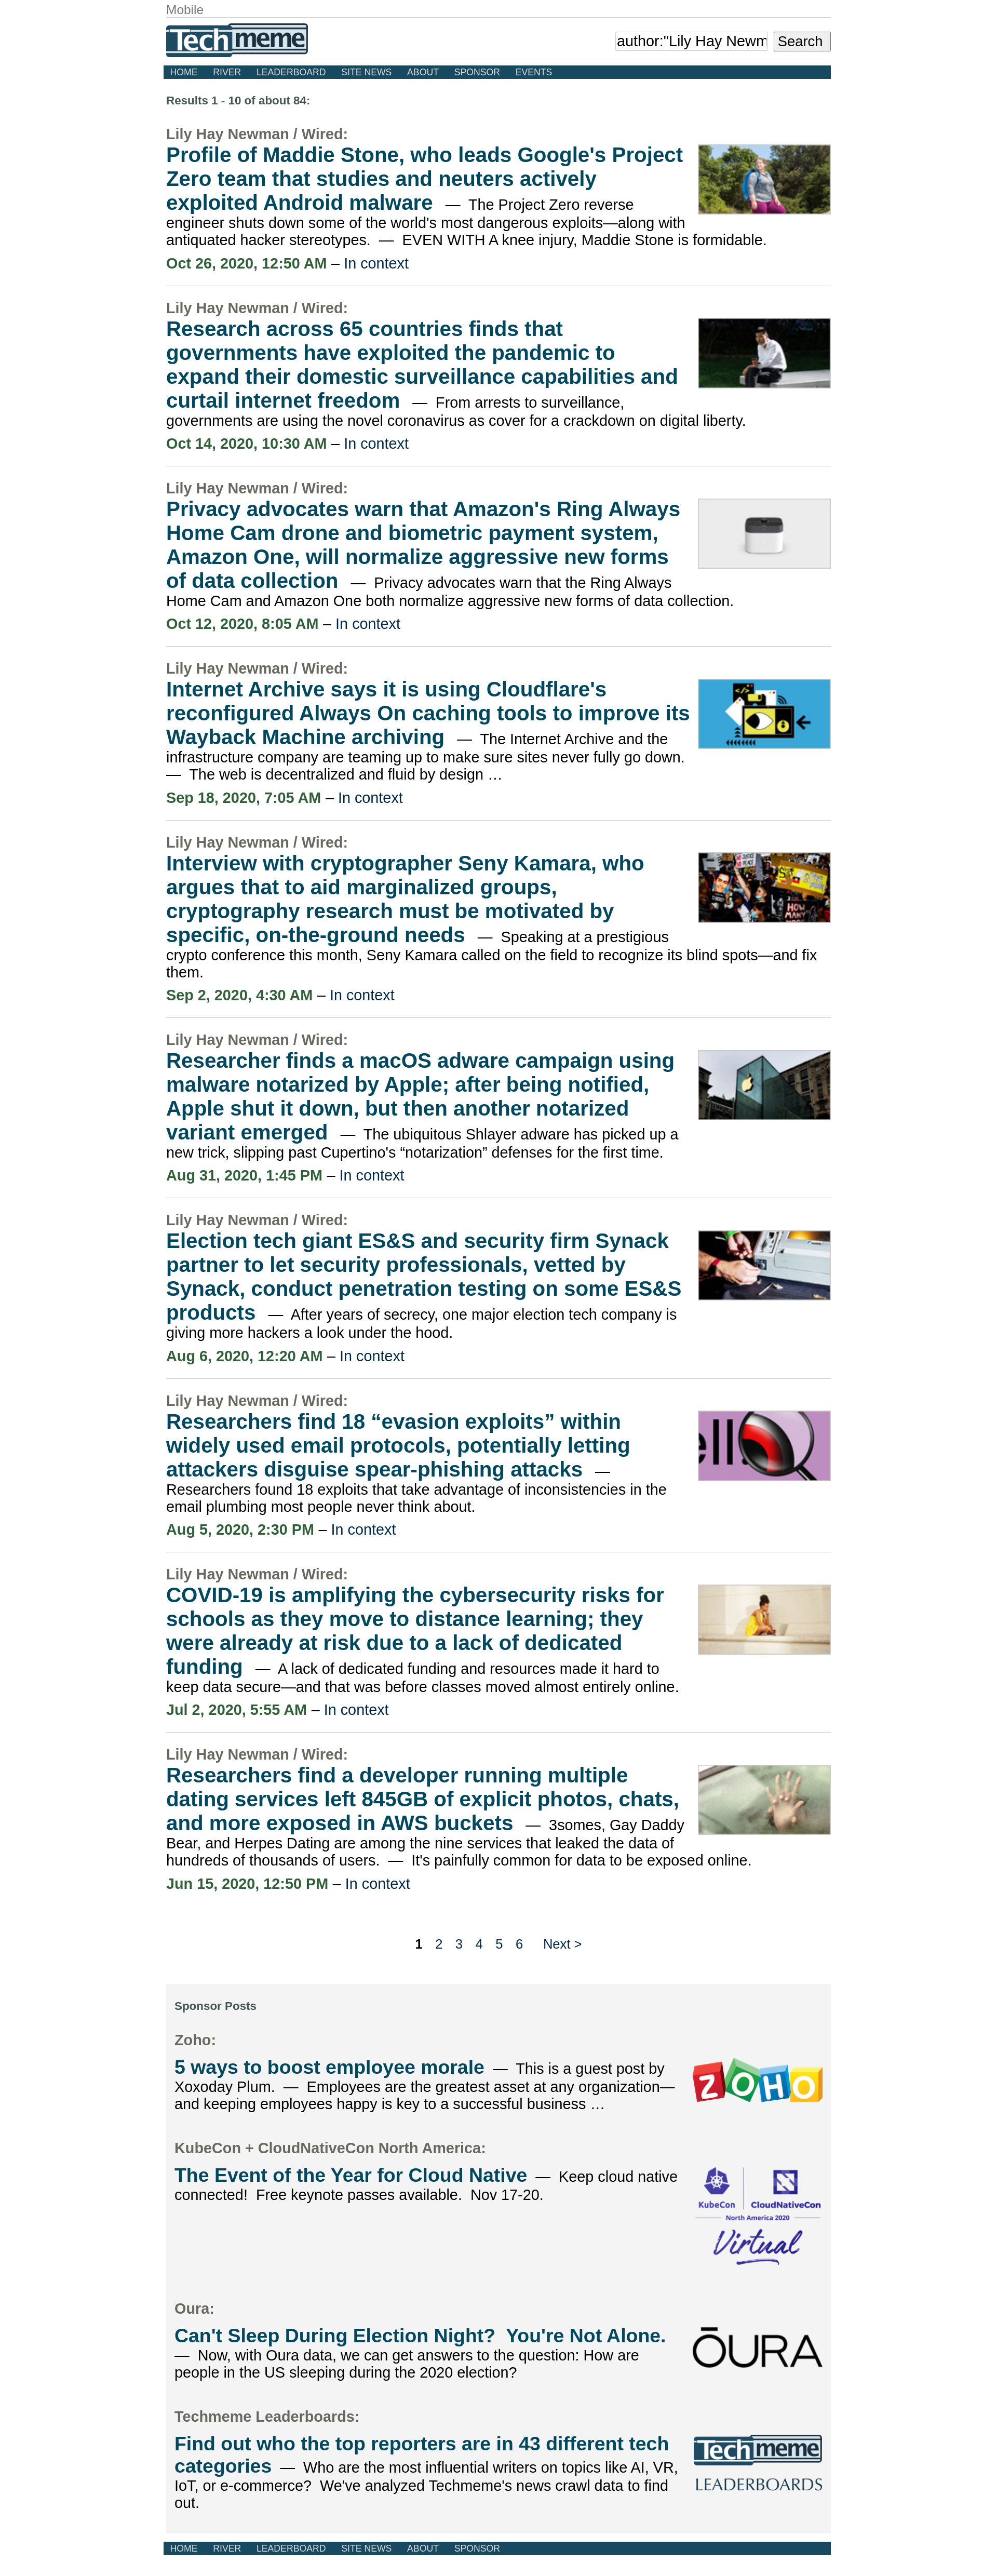 Mobile
Techmeme
author:"Lily Hay Newm
Search
HOME RIVER LEADERBOARD SITE NEWS ABOUT SPONSOR EVENTS
Results 1 - 10 of about 84:
Lily Hay Newman / Wired:
Profile of Maddie Stone, who leads Google's Project
Zero team that studies and neuters actively
exploited Android malware — The Project Zero reverse
engineer shuts down some of the world's most dangerous exploits—along with
antiquated hacker stereotypes. — EVEN WITH A knee injury, Maddie Stone is formidable.
Oct 26, 2020, 12:50 AM – In context
Lily Hay Newman / Wired:
Research across 65 countries finds that
governments have exploited the pandemic to
expand their domestic surveillance capabilities and
curtail internet freedom — From arrests to surveillance,
governments are using the novel coronavirus as cover for a crackdown on digital liberty.
Oct 14, 2020, 10:30 AM – In context
Lily Hay Newman / Wired:
Privacy advocates warn that Amazon's Ring Always
Home Cam drone and biometric payment system,
Amazon One, will normalize aggressive new forms
of data collection — Privacy advocates warn that the Ring Always
Home Cam and Amazon One both normalize aggressive new forms of data collection.
Oct 12, 2020, 8:05 AM – In context
Lily Hay Newman / Wired:
Internet Archive says it is using Cloudflare's
reconfigured Always On caching tools to improve its
Wayback Machine archiving — The Internet Archive and the
infrastructure company are teaming up to make sure sites never fully go down.
— The web is decentralized and fluid by design …
Sep 18, 2020, 7:05 AM – In context
Lily Hay Newman / Wired:
Interview with cryptographer Seny Kamara, who
argues that to aid marginalized groups,
cryptography research must be motivated by
specific, on-the-ground needs — Speaking at a prestigious
crypto conference this month, Seny Kamara called on the field to recognize its blind spots—and fix
them.
HOW
MANY
Sep 2, 2020, 4:30 AM – In context
Lily Hay Newman / Wired:
Researcher finds a macOS adware campaign using
malware notarized by Apple; after being notified,
Apple shut it down, but then another notarized
variant emerged — The ubiquitous Shlayer adware has picked up a
new trick, slipping past Cupertino's “notarization” defenses for the first time.
Aug 31, 2020, 1:45 PM – In context
Lily Hay Newman / Wired:
Election tech giant ES&S and security firm Synack
partner to let security professionals, vetted by
Synack, conduct penetration testing on some ES&S
products — After years of secrecy, one major election tech company is
giving more hackers a look under the hood.
Aug 6, 2020, 12:20 AM – In context
Lily Hay Newman / Wired:
Researchers find 18 “evasion exploits” within
widely used email protocols, potentially letting
attackers disguise spear-phishing attacks —
Researchers found 18 exploits that take advantage of inconsistencies in the
email plumbing most people never think about.
ell
Aug 5, 2020, 2:30 PM – In context
Lily Hay Newman / Wired:
COVID-19 is amplifying the cybersecurity risks for
schools as they move to distance learning; they
were already at risk due to a lack of dedicated
funding — A lack of dedicated funding and resources made it hard to
keep data secure—and that was before classes moved almost entirely online.
Jul 2, 2020, 5:55 AM – In context
Lily Hay Newman / Wired:
Researchers find a developer running multiple
dating services left 845GB of explicit photos, chats,
and more exposed in AWS buckets — 3somes, Gay Daddy
Bear, and Herpes Dating are among the nine services that leaked the data of
hundreds of thousands of users. — It's painfully common for data to be exposed online.
Jun 15, 2020, 12:50 PM – In context
1 2 3 4 5 6 Next >
Sponsor Posts
Zoho:
5 ways to boost employee morale — This is a guest post by
Xoxoday Plum. — Employees are the greatest asset at any organization—
and keeping employees happy is key to a successful business …
ZOHO
KubeCon + CloudNativeCon North America:
The Event of the Year for Cloud Native — Keep cloud native
connected! Free keynote passes available. Nov 17-20.
KubeCon CloudNativeCon
North America 2020
Virtual
Oura:
Can't Sleep During Election Night? You're Not Alone.
— Now, with Oura data, we can get answers to the question: How are
people in the US sleeping during the 2020 election?
ŌURA
Techmeme Leaderboards:
Find out who the top reporters are in 43 different tech
categories — Who are the most influential writers on topics like AI, VR,
IoT, or e-commerce? We've analyzed Techmeme's news crawl data to find
out.
Techmeme
LEADERBOARDS
HOME RIVER LEADERBOARD SITE NEWS ABOUT SPONSOR